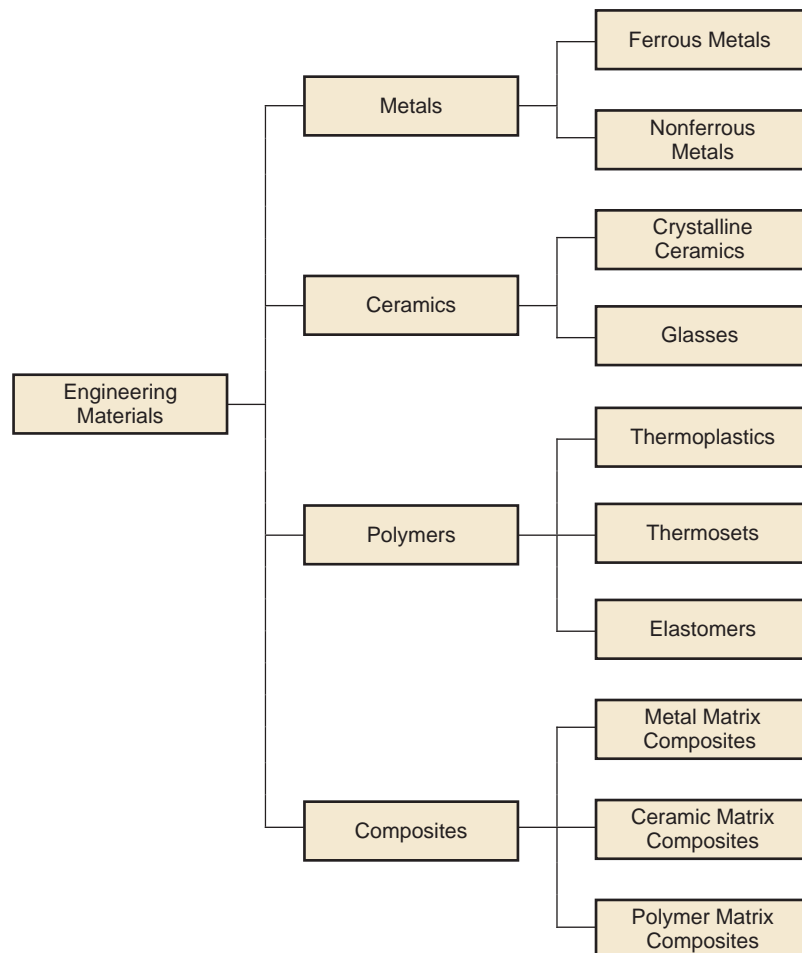 Engineering
Materials
Metals
Ferrous Metals
Nonferrous
Metals
Ceramics
Crystalline
Ceramics
Glasses
Polymers
Thermoplastics
Thermosets
Elastomers
Composites
Metal Matrix
Composites
Ceramic Matrix
Composites
Polymer Matrix
Composites